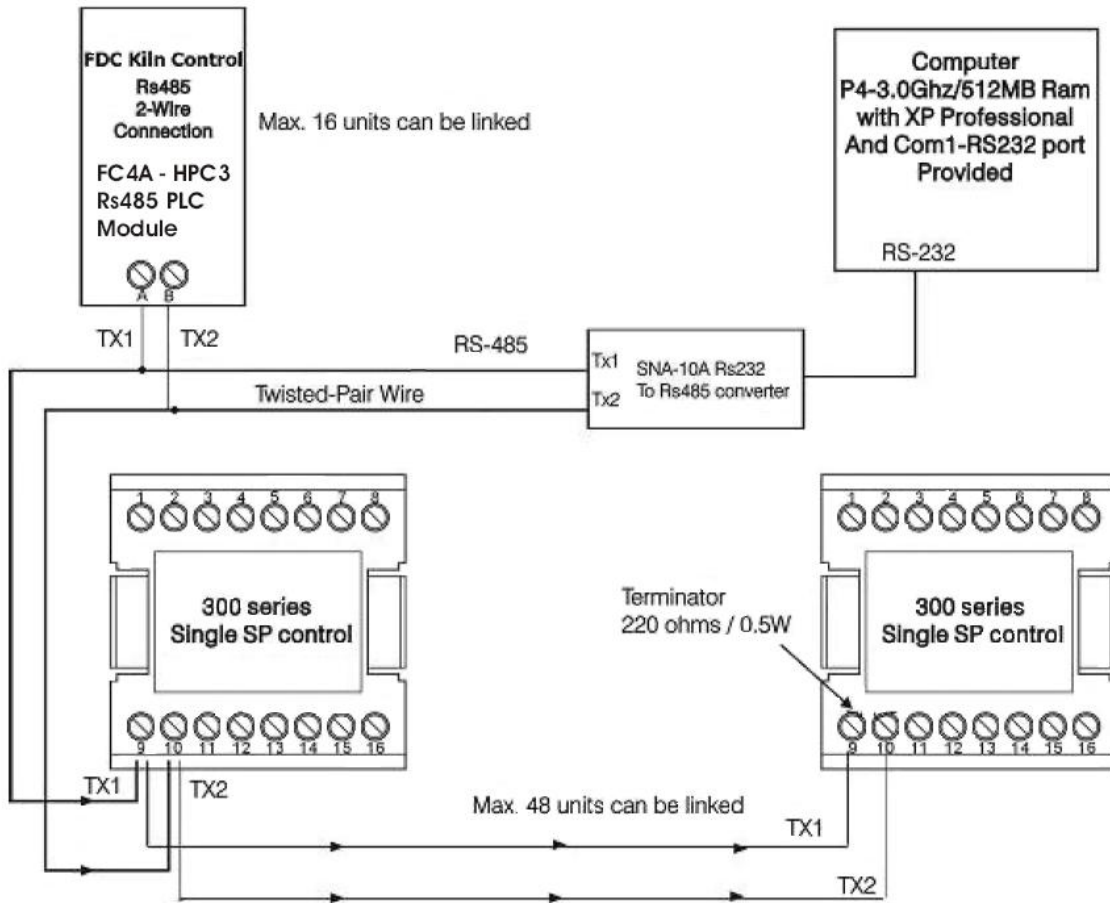 FDC Kiln Control
Rs485
2-Wire
Connection
FC4A - HPC3
Rs485 PLC
Module
A B
TX1 TX2
Max. 16 units can be linked
Computer
P4-3.0Ghz/512MB Ram
with XP Professional
And Com1-RS232 port
Provided
RS-232
RS-485
Twisted-Pair Wire
Tx1
Tx2
SNA-10A Rs232
To Rs485 converter
1 2 3 4 5 6 7 8
300 series
Single SP control
9 10 11 12 13 14 15 16
TX1 TX2
Terminator
220 ohms / 0.5W
1 2 3 4 5 6 7 8
300 series
Single SP control
9 10 11 12 13 14 15 16
Max. 48 units can be linked
TX1
TX2